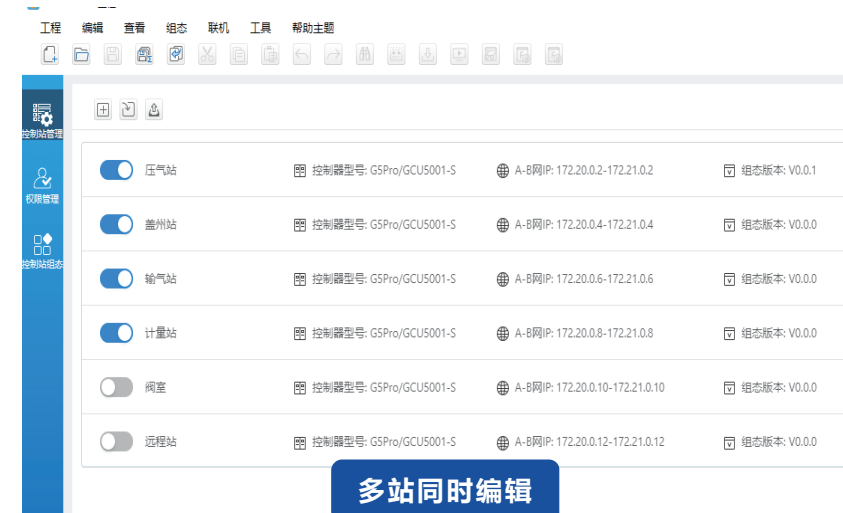 工程 编辑 查看 组态 联机 工具 帮助主题
控制站管理
权限管理
控制站组态
压气站 控制器型号: G5Pro/GCU5001-S A-B网IP: 172.20.0.2-172.21.0.2 组态版本: V0.0.1
盖州站 控制器型号: G5Pro/GCU5001-S A-B网IP: 172.20.0.4-172.21.0.4 组态版本: V0.0.0
输气站 控制器型号: G5Pro/GCU5001-S A-B网IP: 172.20.0.6-172.21.0.6 组态版本: V0.0.0
计量站 控制器型号: G5Pro/GCU5001-S A-B网IP: 172.20.0.8-172.21.0.8 组态版本: V0.0.0
阀室 控制器型号: G5Pro/GCU5001-S A-B网IP: 172.20.0.10-172.21.0.10 组态版本: V0.0.0
远程站 控制器型号: G5Pro/GCU5001-S A-B网IP: 172.20.0.12-172.21.0.12 组态版本: V0.0.0
多站同时编辑